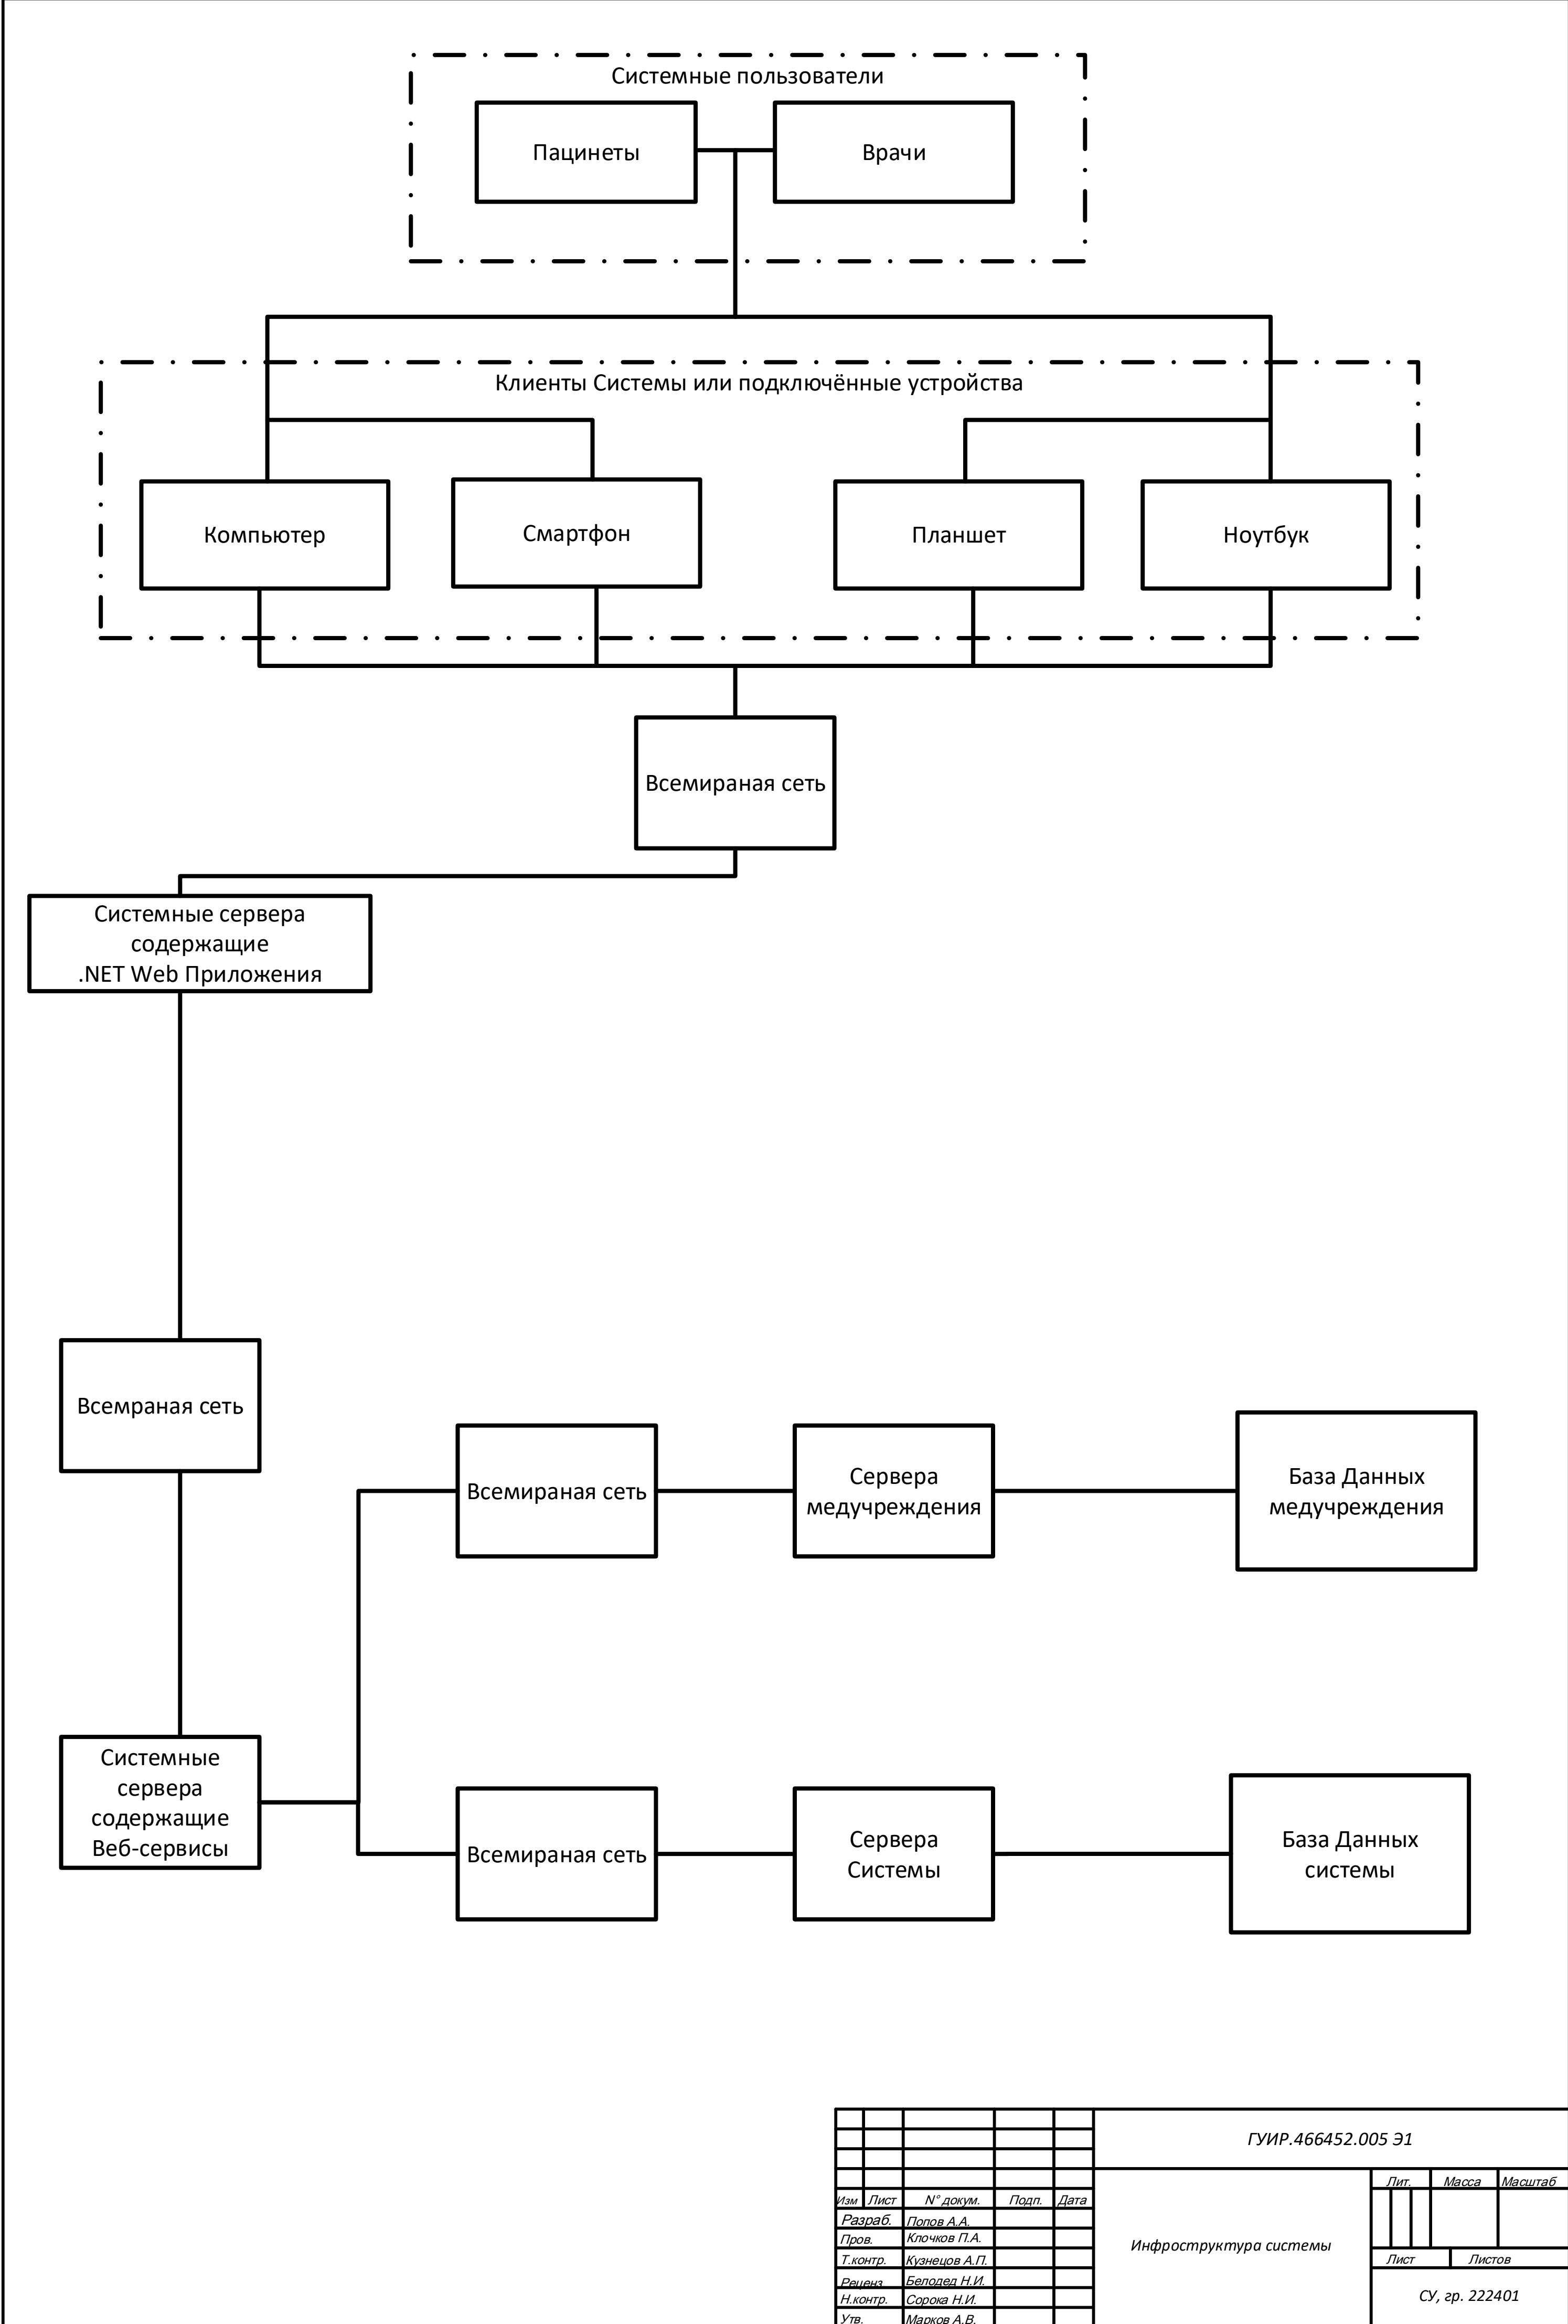 Системные пользователи
Пацинеты
Врачи
Клиенты Системы или подключённые устройства
Компьютер
Смартфон
Планшет
Ноутбук
Всемираная сеть
Системные сервера
содержащие
.NET Web Приложения
Всемраная сеть
Всемираная сеть
Сервера
медучреждения
База Данных
медучреждения
Системные
сервера
содержащие
Веб-сервисы
Всемираная сеть
Сервера
Системы
База Данных
системы
ГУИР.466452.005 Э1
Лит. Масса Масштаб
Изм Лист N° докум. Подп. Дата
Разраб. Попов А.А.
Пров. Клочков П.А.
Инфроструктура системы
Т.контр. Кузнецов А.П.
Лист Листов
Реценз Белодед Н.И.
Н.контр. Сорока Н.И.
СУ, гр. 222401
Утв. Марков А.В.